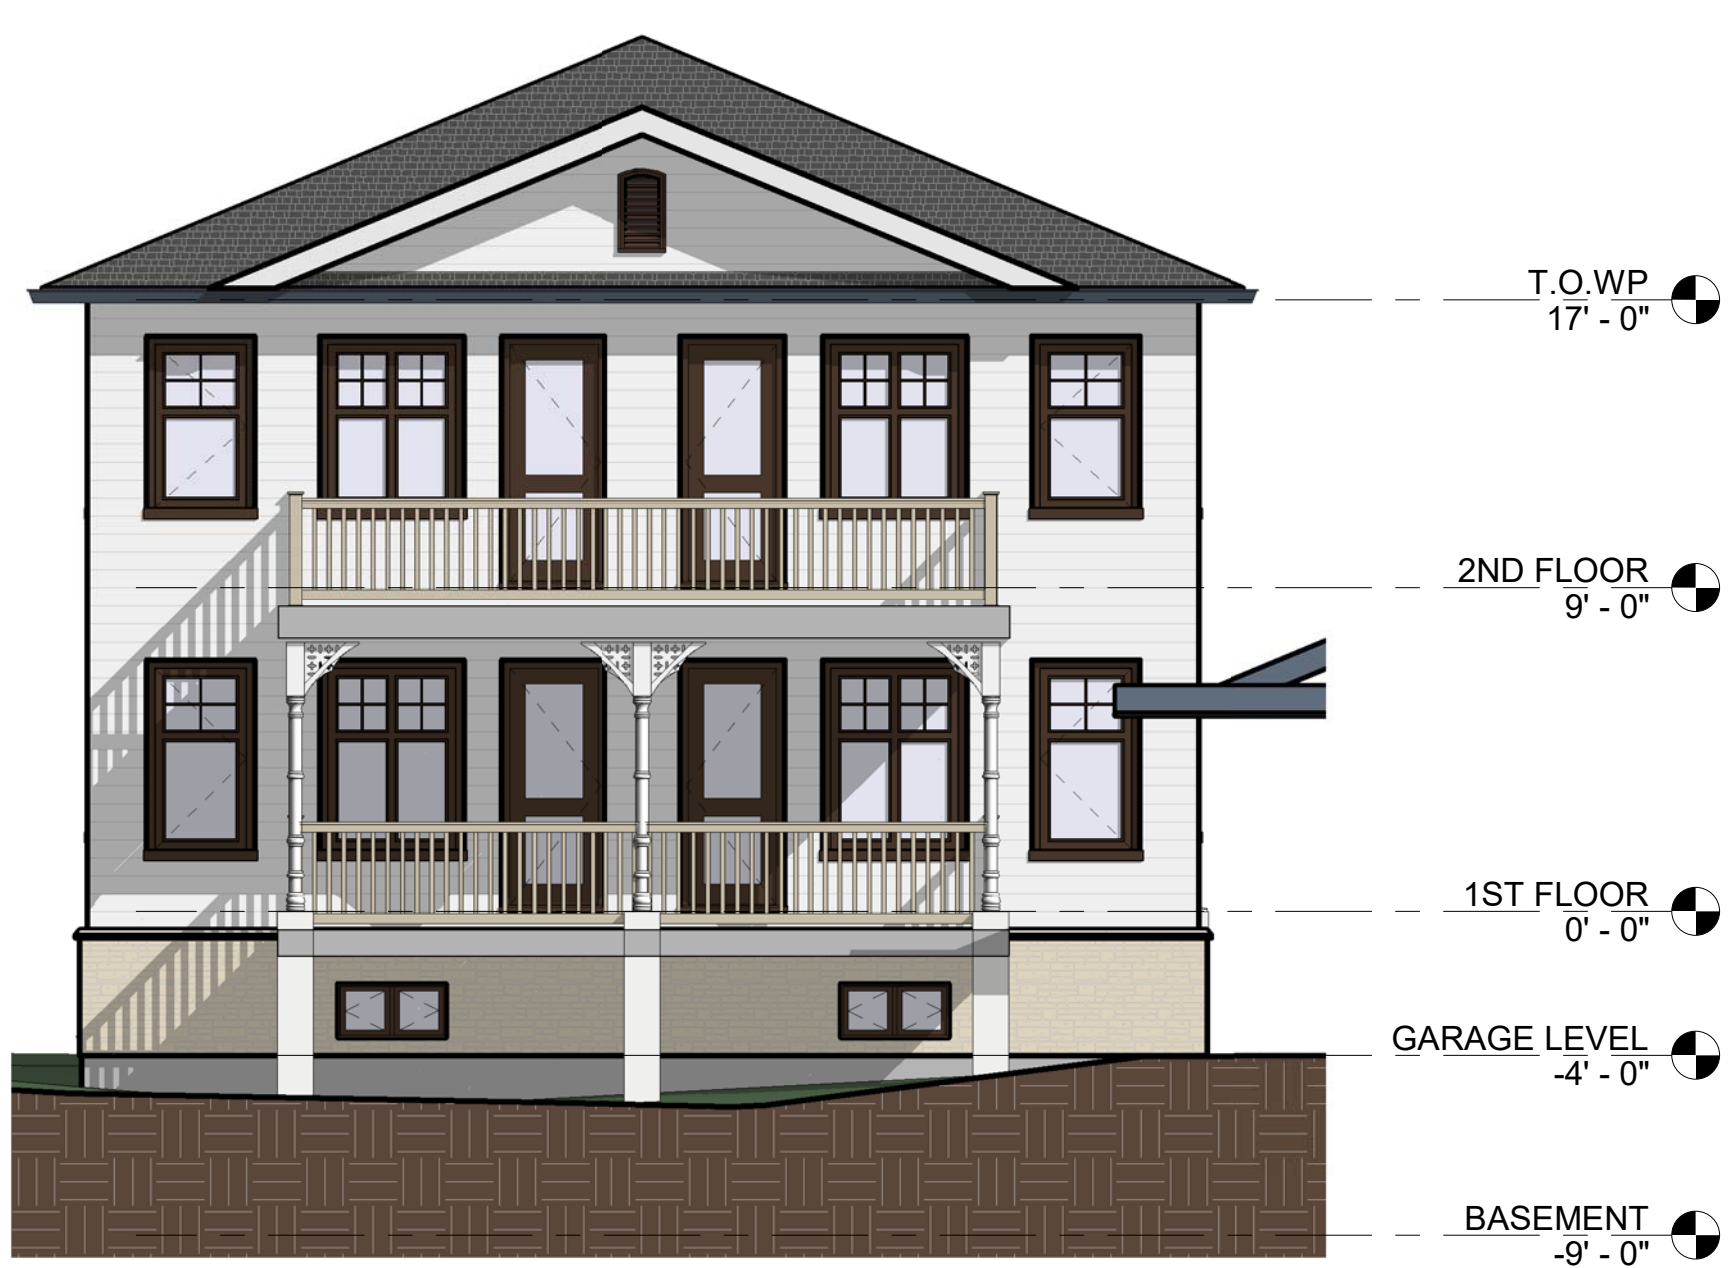 T.O.WP
17' - 0"
2ND FLOOR
9' - 0"
1ST FLOOR
0' - 0"
GARAGE LEVEL
-4' - 0"
BASEMENT
-9' - 0"